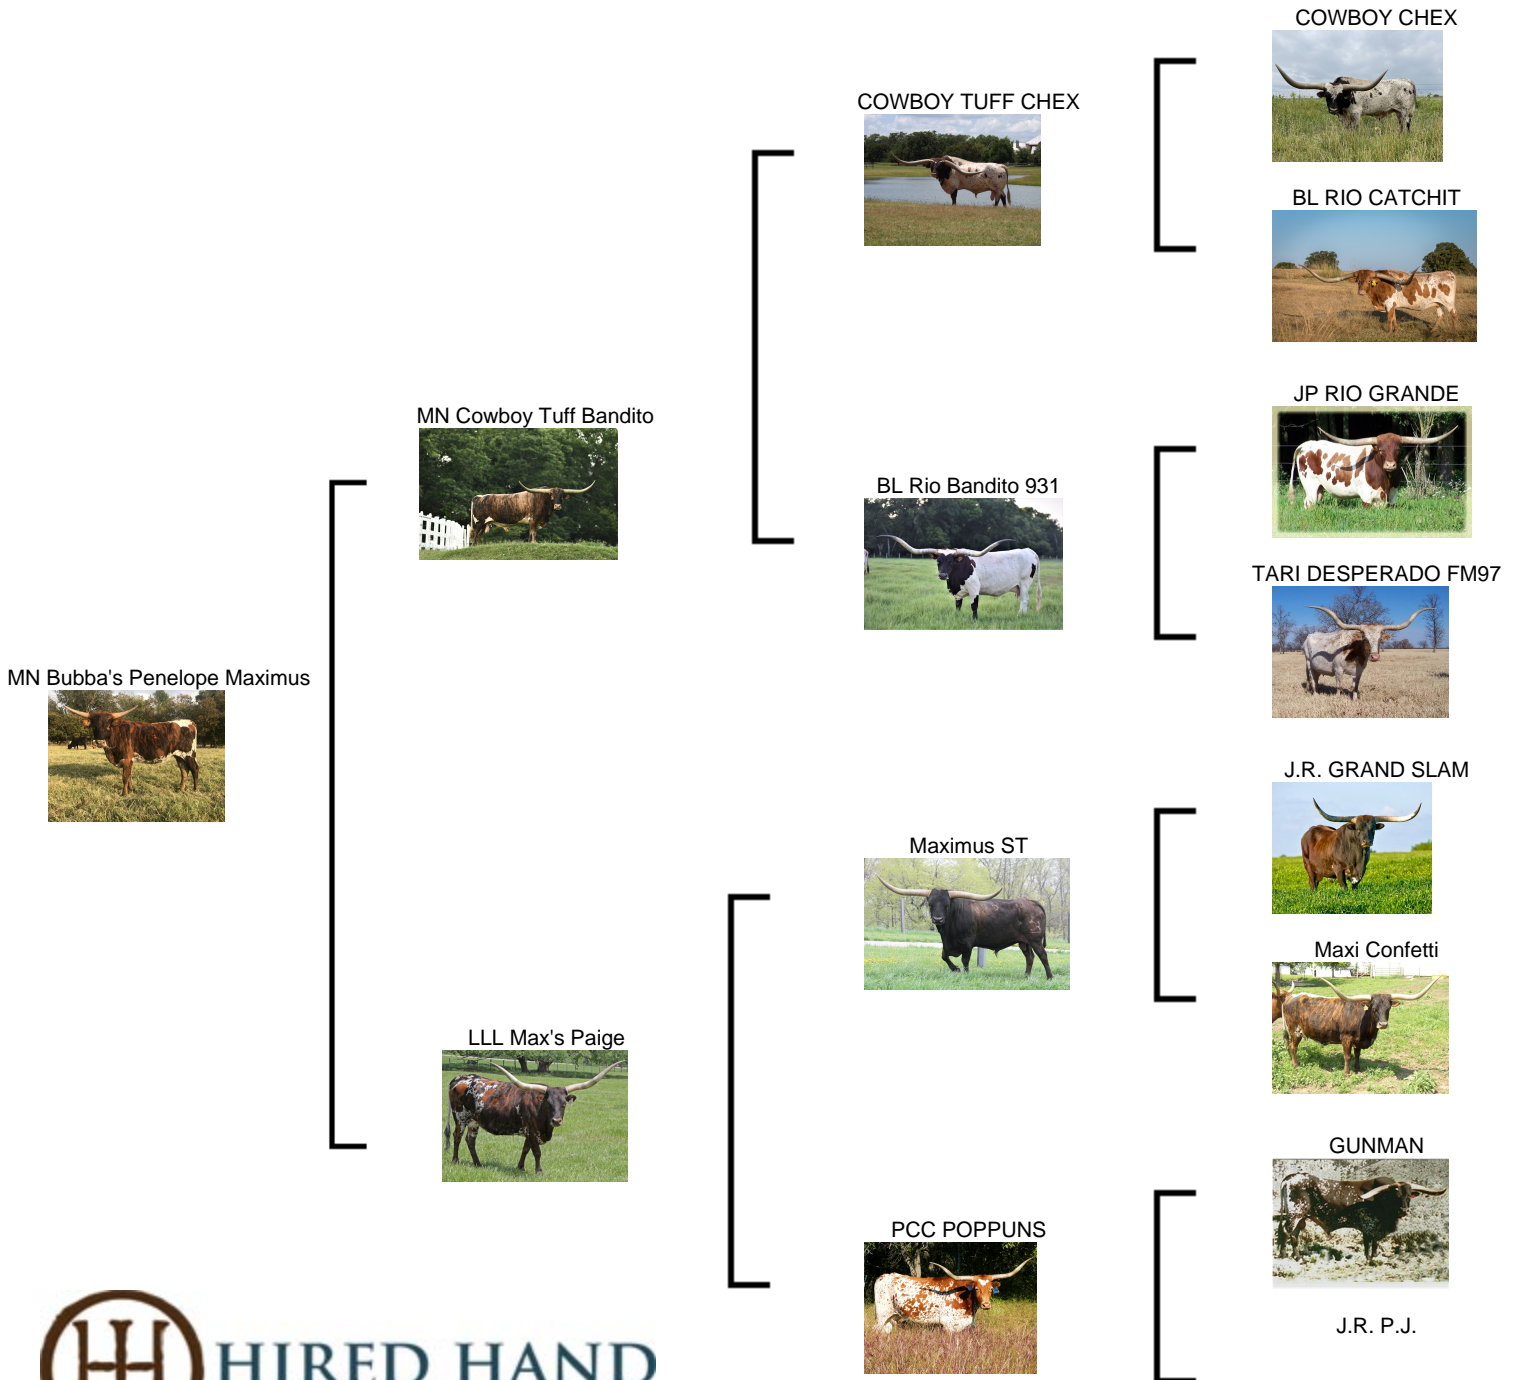 COWBOY CHEX
COWBOY TUFF CHEX
BL RIO CATCHIT
MN Cowboy Tuff Bandito
JP RIO GRANDE
BL Rio Bandito 931
TARI DESPERADO FM97
MN Bubba's Penelope Maximus
J.R. GRAND SLAM
Maximus ST
Maxi Confetti
LLL Max's Paige
GUNMAN
PCC POPPUNS
J.R. P.J.
HIRED HAND